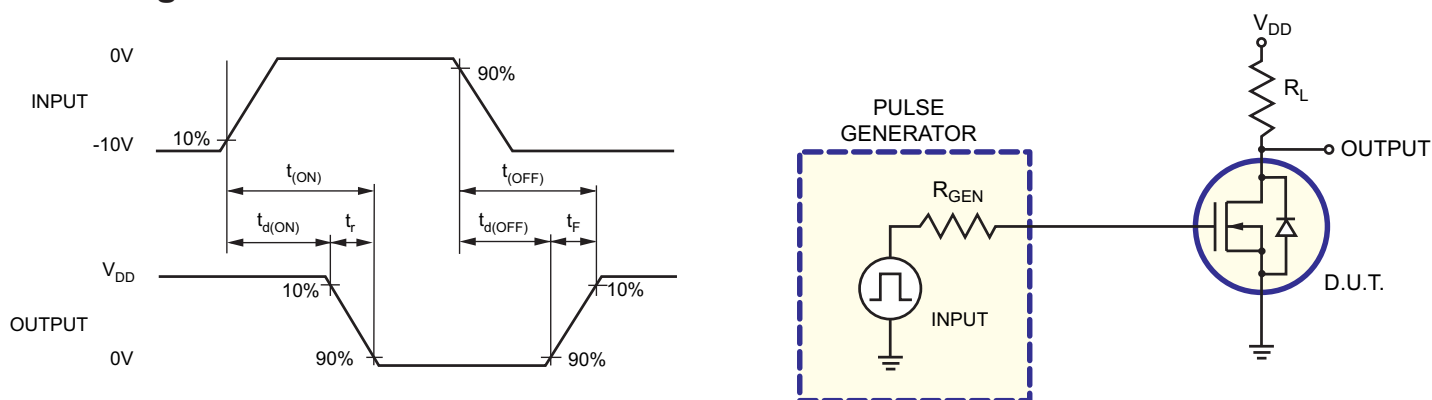 0V
INPUT
-10V
10%
90%
t(ON)
t(OFF)
td(ON)
tr
td(OFF)
tF
VDD
10%
10%
OUTPUT
0V
90%
90%
PULSE
GENERATOR
RGEN
INPUT
VDD
RL
OUTPUT
D.U.T.